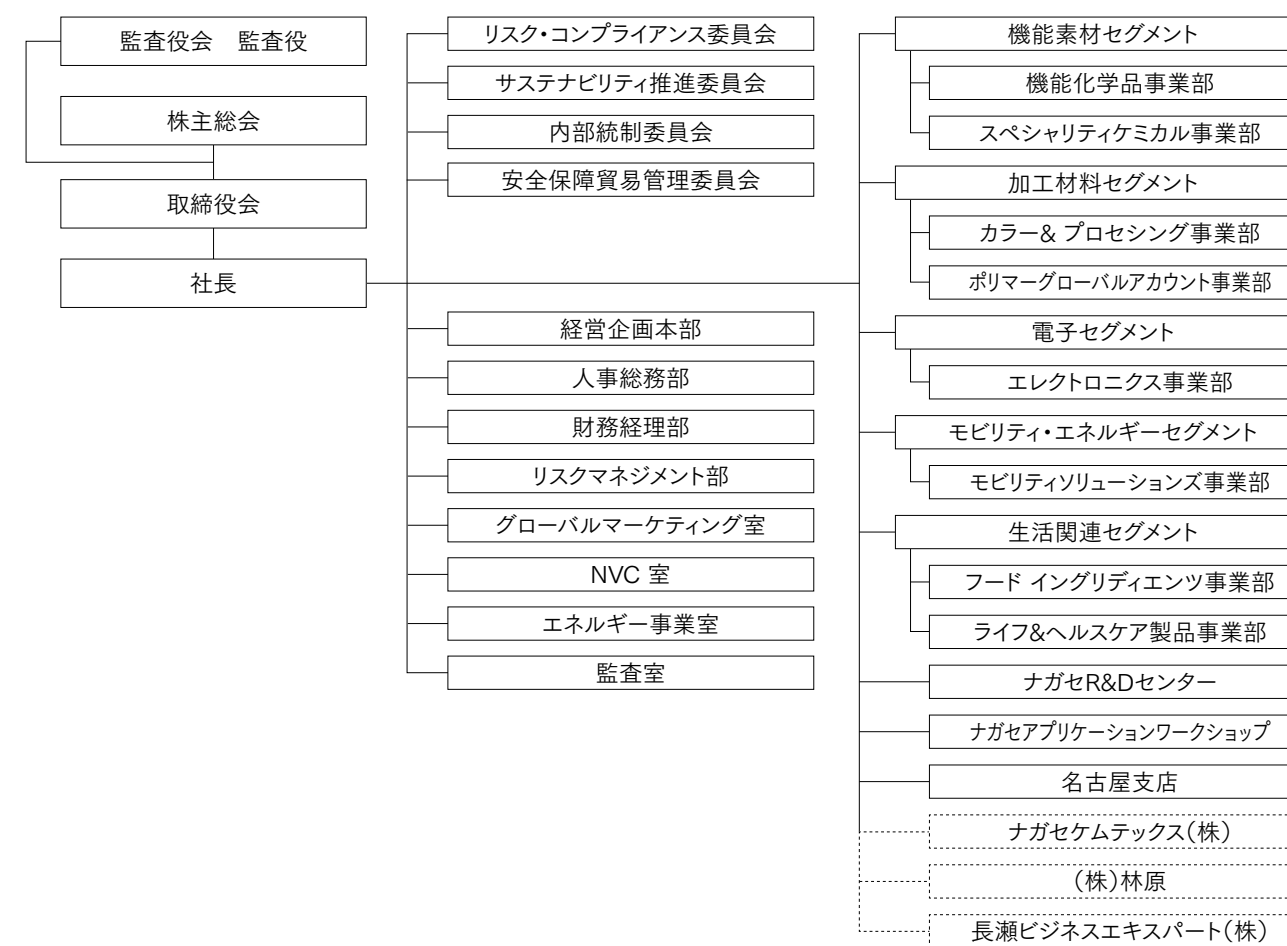 監査役会　監査役
株主総会
取締役会
社長
リスク・コンプライアンス委員会
サステナビリティ推進委員会
内部統制委員会
安全保障貿易管理委員会
経営企画本部
人事総務部
財務経理部
リスクマネジメント部
グローバルマーケティング室
NVC 室
エネルギー事業室
監査室
機能素材セグメント
機能化学品事業部
スペシャリティケミカル事業部
加工材料セグメント
カラー& プロセシング事業部
ポリマーグローバルアカウント事業部
電子セグメント
エレクトロニクス事業部
モビリティ・エネルギーセグメント
モビリティソリューションズ事業部
生活関連セグメント
フード イングリディエンツ事業部
ライフ&ヘルスケア製品事業部
ナガセR&Dセンター
ナガセアプリケーションワークショップ
名古屋支店
ナガセケムテックス(株)
(株)林原
長瀬ビジネスエキスパート(株)